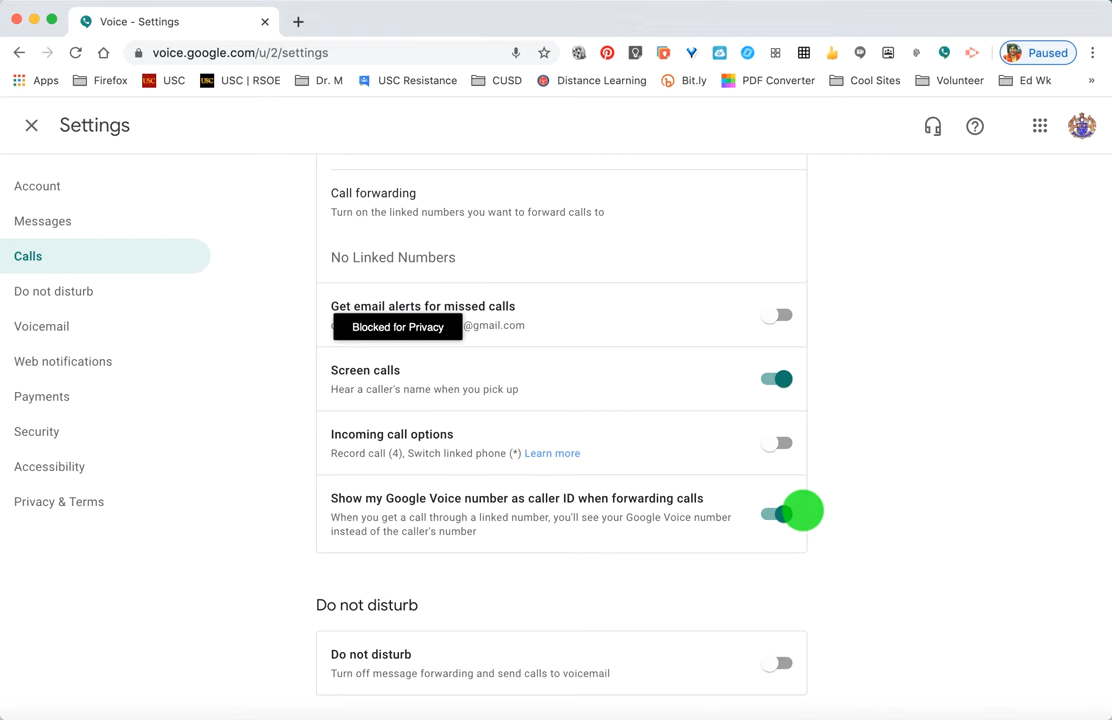 Voice - Settings
voice.google.com/u/2/settings
Paused
Apps Firefox USC USC | RSOE Dr. M USC Resistance CUSD Distance Learning Bit.ly PDF Converter Cool Sites Volunteer Ed Wk »
Settings
Account
Messages
Calls
Do not disturb
Voicemail
Web notifications
Payments
Security
Accessibility
Privacy & Terms
Call forwarding
Turn on the linked numbers you want to forward calls to
No Linked Numbers
Get email alerts for missed calls
Blocked for Privacy @gmail.com
Screen calls
Hear a caller's name when you pick up
Incoming call options
Record call (4), Switch linked phone (*) Learn more
Show my Google Voice number as caller ID when forwarding calls
When you get a call through a linked number, you'll see your Google Voice number
instead of the caller's number
Do not disturb
Do not disturb
Turn off message forwarding and send calls to voicemail